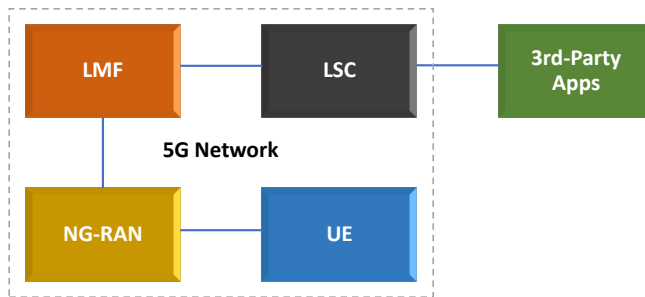 LMF
LSC
3rd-Party
Apps
5G Network
NG-RAN
UE